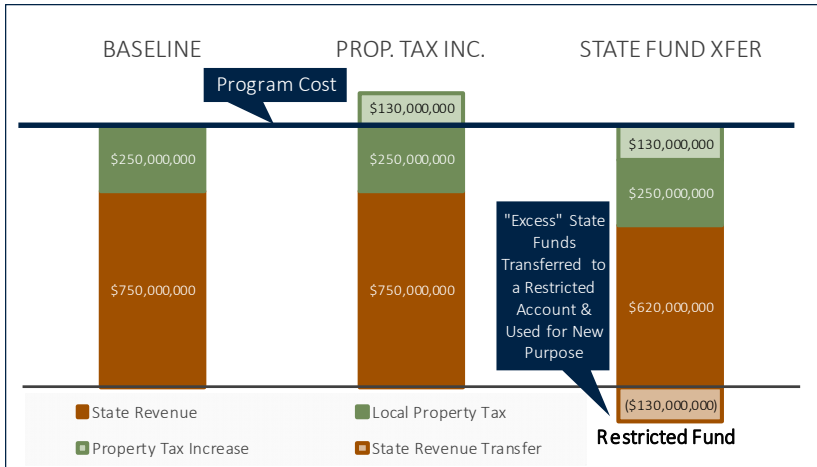 BASELINE
PROP. TAX INC.
STATE FUND XFER
Program Cost
$130,000,000
$250,000,000
$250,000,000
$130,000,000
$250,000,000
"Excess" State
Funds
Transferred to
a Restricted
Account &
Used for New
Purpose
$750,000,000
$750,000,000
$620,000,000
($130,000,000)
Restricted Fund
State Revenue
Local Property Tax
Property Tax Increase
State Revenue Transfer